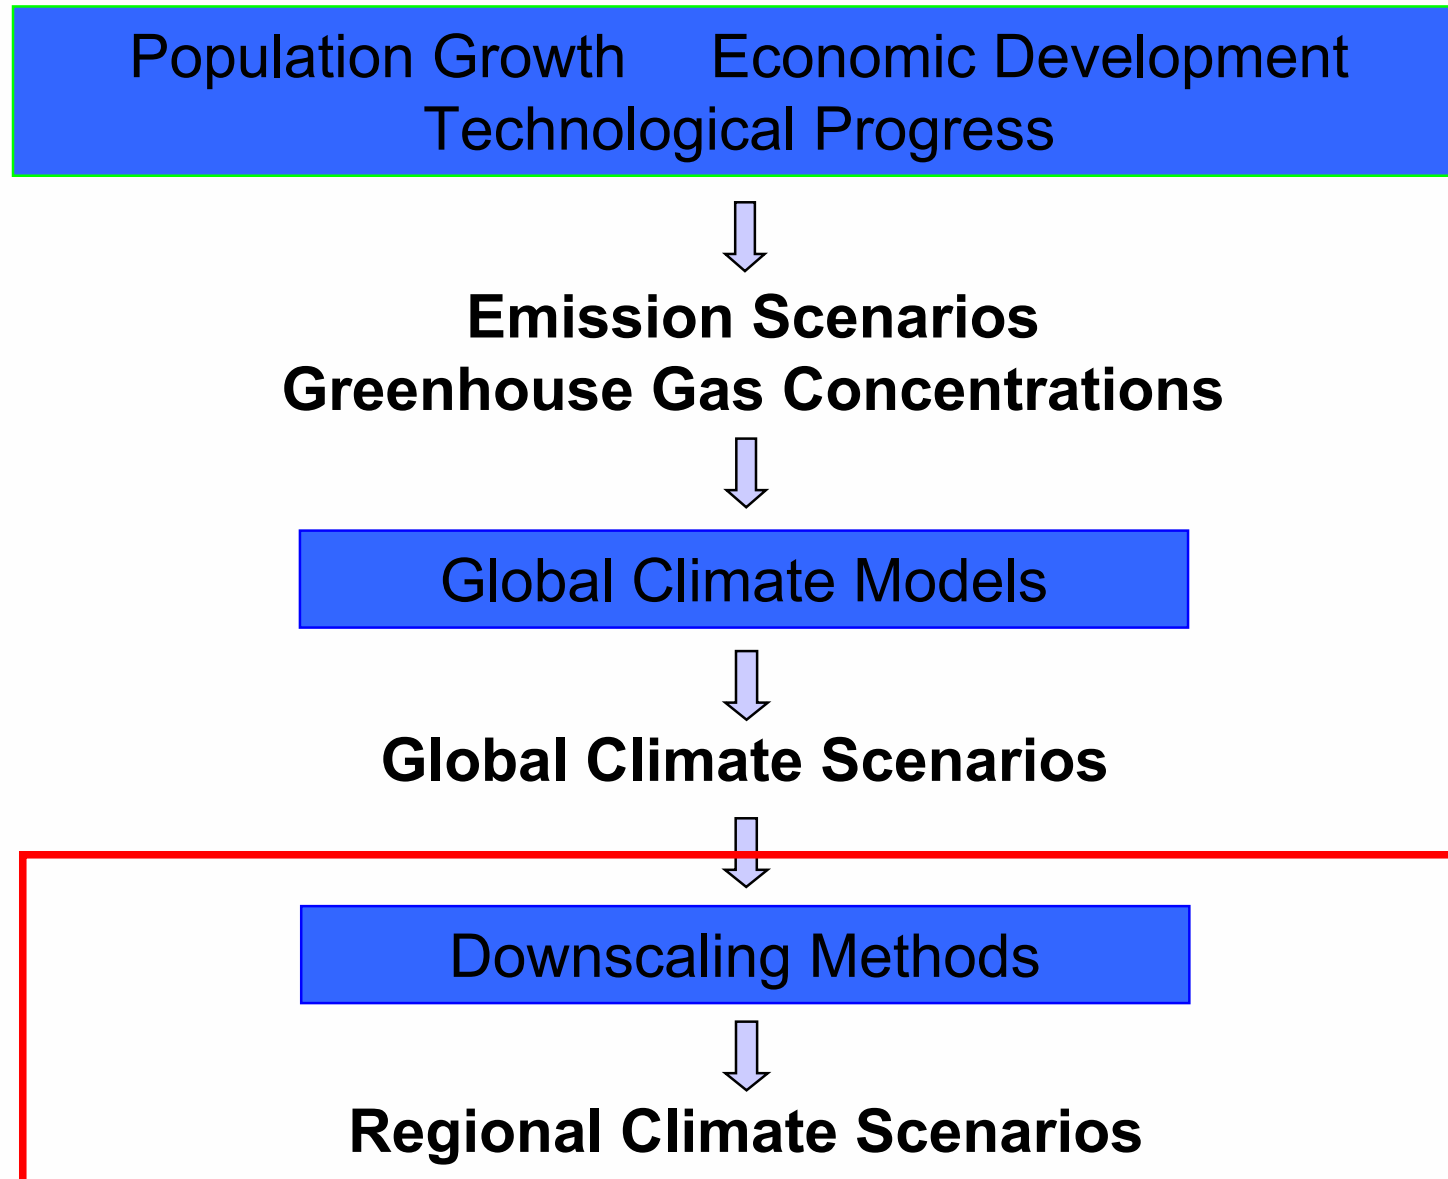 Population Growth Economic Development
Technological Progress
Emission Scenarios
Greenhouse Gas Concentrations
Global Climate Models
Global Climate Scenarios
Downscaling Methods
Regional Climate Scenarios